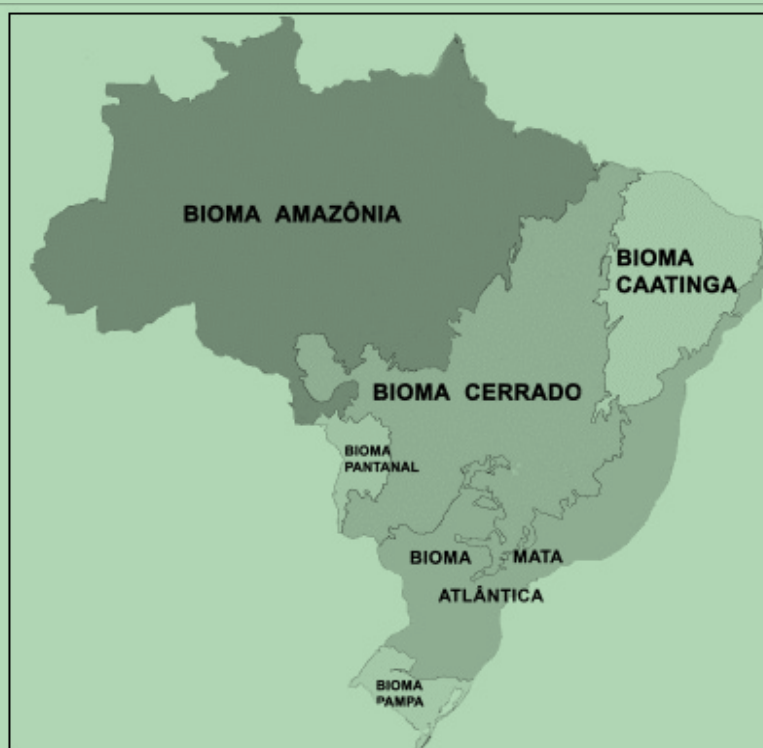 BIOMA AMAZÔNIA
BIOMA
CAATINGA
BIOMA CERRADO
BIOMA
PANTANAL
BIOMA MATA
ATLÂNTICA
BIOMA
PAMPA